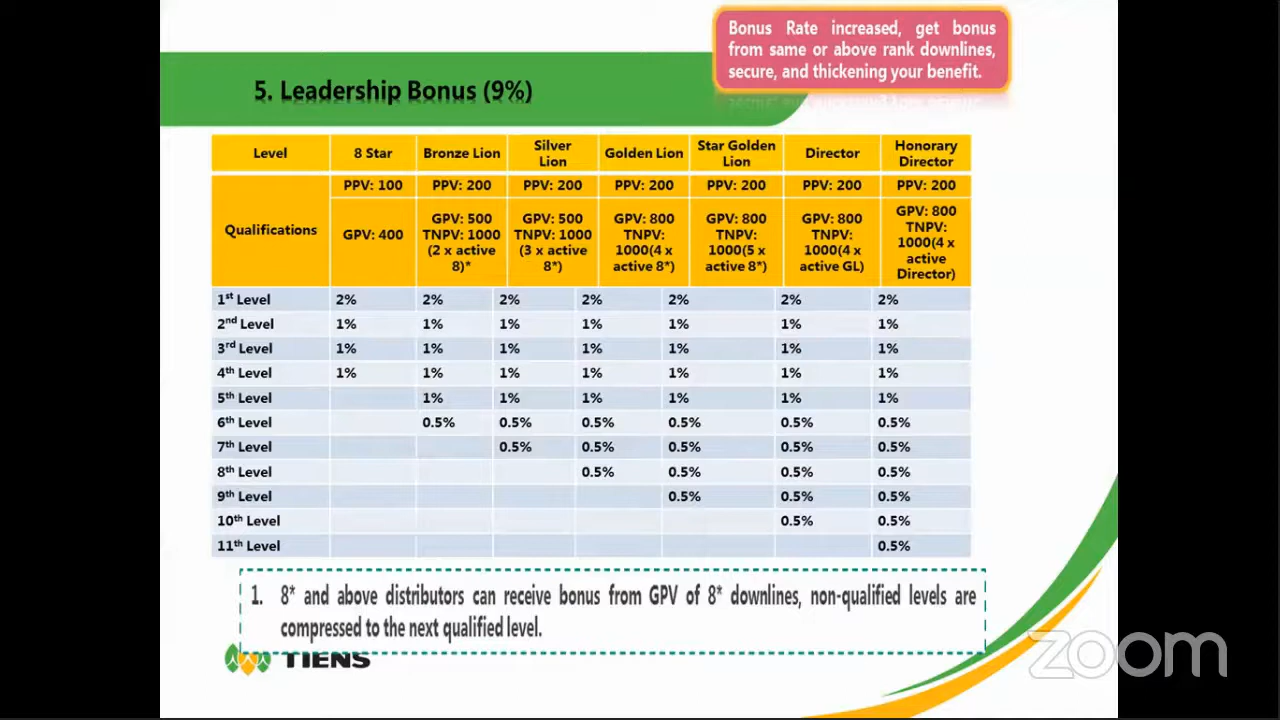 Bonus Rate increased, get bonus
from same or above rank downlines,
secure, and thickening your benefit.
5. Leadership Bonus (9%)
Level 8 Star Bronze Lion Silver Lion Golden Lion Star Golden Lion Director Honorary Director
Qualifications PPV: 100 PPV: 200 PPV: 200 PPV: 200 PPV: 200 PPV: 200 PPV: 200
GPV: 400
GPV: 500
TNPV: 1000
(2 x active
8)*
GPV: 500
TNPV: 1000
(3 x active
8*)
GPV: 800
TNPV:
1000(4 x
active 8*)
GPV: 800
TNPV:
1000(5 x
active 8*)
GPV: 800
TNPV:
1000(4 x
active GL)
GPV: 800
TNPV:
1000(4 x
active
Director)
1st Level 2% 2% 2% 2% 2% 2% 2%
2nd Level 1% 1% 1% 1% 1% 1% 1%
3rd Level 1% 1% 1% 1% 1% 1% 1%
4th Level 1% 1% 1% 1% 1% 1% 1%
5th Level 1% 1% 1% 1% 1% 1%
6th Level 0.5% 0.5% 0.5% 0.5% 0.5% 0.5%
7th Level 0.5% 0.5% 0.5% 0.5% 0.5%
8th Level 0.5% 0.5% 0.5% 0.5%
9th Level 0.5% 0.5% 0.5%
10th Level 0.5% 0.5%
11th Level 0.5%
1. 8* and above distributors can receive bonus from GPV of 8* downlines, non-qualified levels are
compressed to the next qualified level.
TIENS
zoom